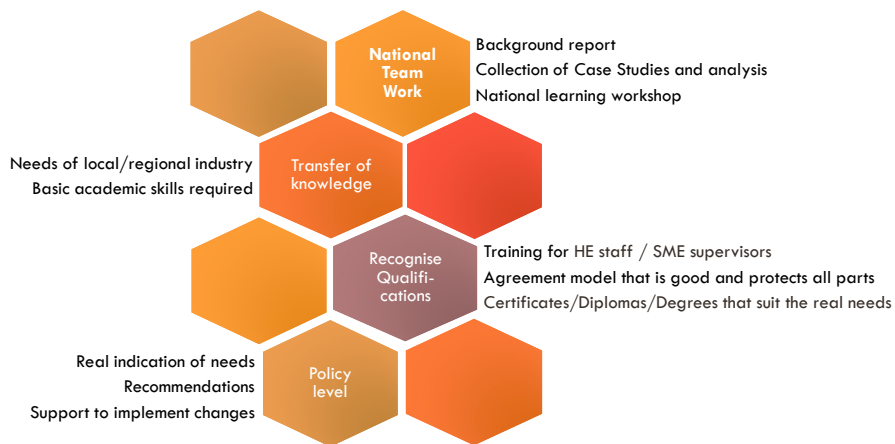 National
Team
Work
Background report
Collection of Case Studies and analysis
National learning workshop
Needs of local/regional industry
Basic academic skills required
Transfer of
knowledge
Recognise
Qualifi-
cations
Training for HE staff / SME supervisors
Agreement model that is good and protects all parts
Certificates/Diplomas/Degrees that suit the real needs
Real indication of needs
Recommendations
Support to implement changes
Policy
level